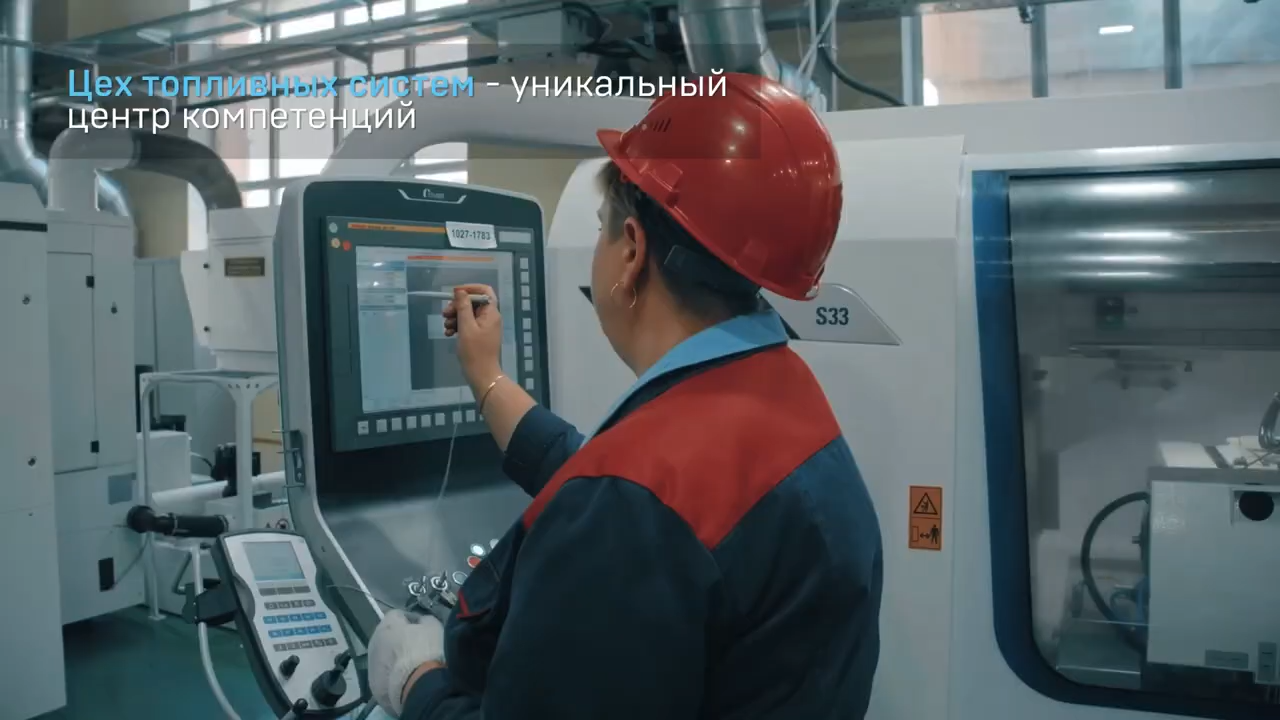 Цех топливных систем - уникальный
центр компетенций
1027-1783
S33